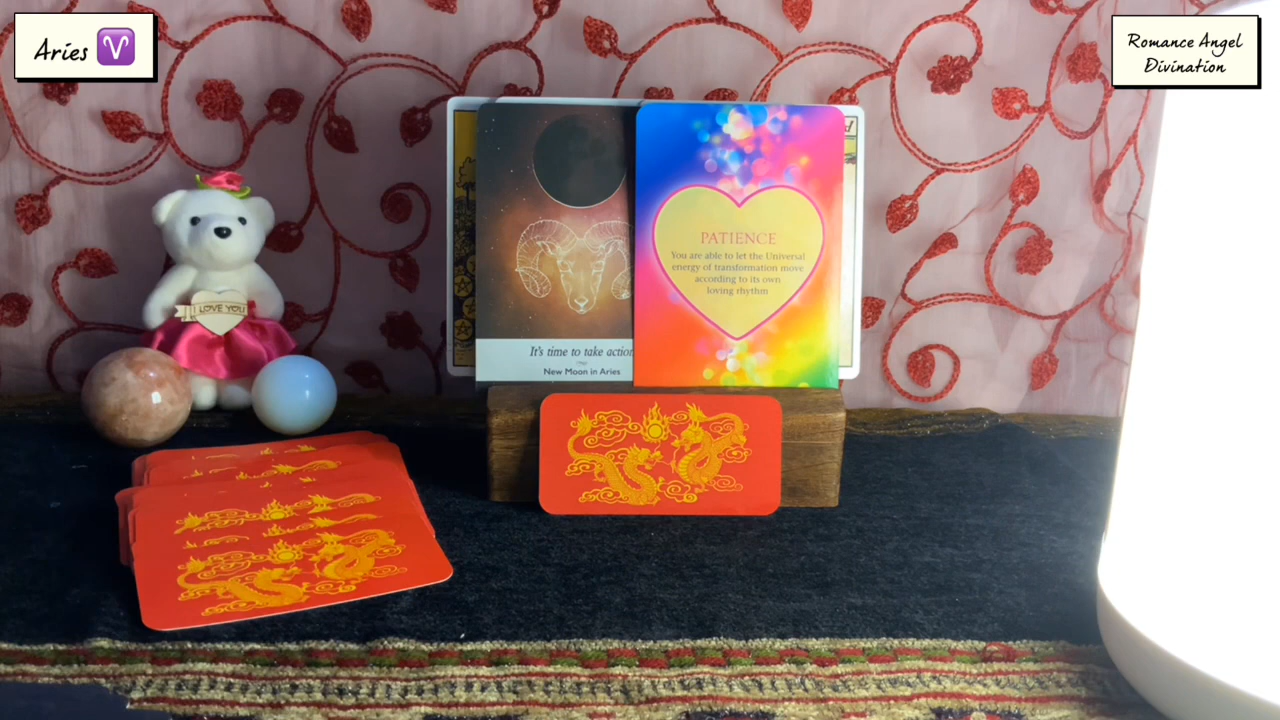 Aries ♈
Romance Angel
Divination
PATIENCE
You are able to let the Universal
energy of transformation move
according to its own
loving rhythm
It's time to take action
New Moon in Aries
I LOVE YOU